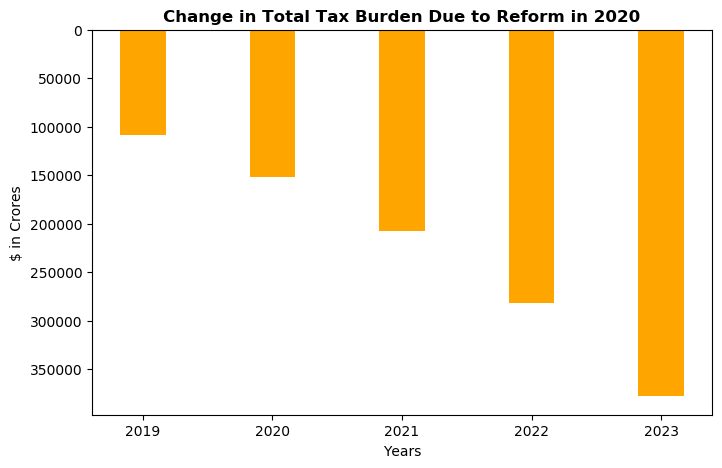 Change in Total Tax Burden Due to Reform in 2020
0
50000
100000
150000
200000
250000
300000
350000
$ in Crores
2019 2020 2021 2022 2023
Years